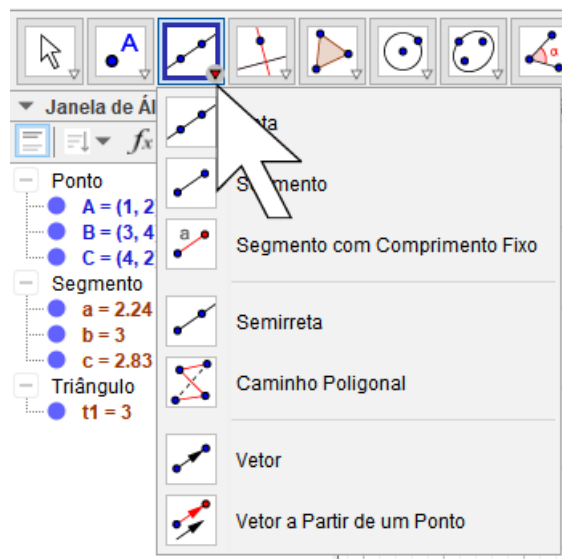 A
α
Janela de Ál
fx
Ponto
A = (1, 2
B = (3, 4
C = (4, 2
Segmento
a = 2.24
b = 3
c = 2.83
Triângulo
t1 = 3
Segmento com Comprimento Fixo
a
Semirreta
Caminho Poligonal
Vetor
Vetor a Partir de um Ponto